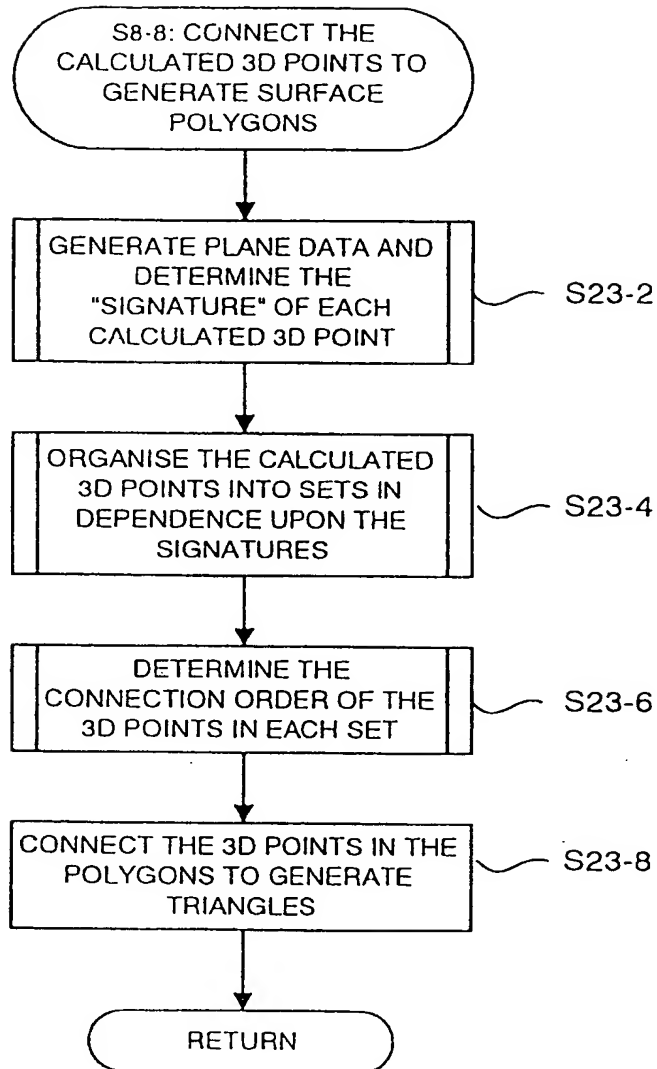 S8-8: CONNECT THE
CALCULATED 3D POINTS TO
GENERATE SURFACE
POLYGONS
GENERATE PLANE DATA AND
DETERMINE THE
"SIGNATURE" OF EACH
CALCULATED 3D POINT
S23-2
ORGANISE THE CALCULATED
3D POINTS INTO SETS IN
DEPENDENCE UPON THE
SIGNATURES
S23-4
DETERMINE THE
CONNECTION ORDER OF THE
3D POINTS IN EACH SET
S23-6
CONNECT THE 3D POINTS IN THE
POLYGONS TO GENERATE
TRIANGLES
S23-8
RETURN